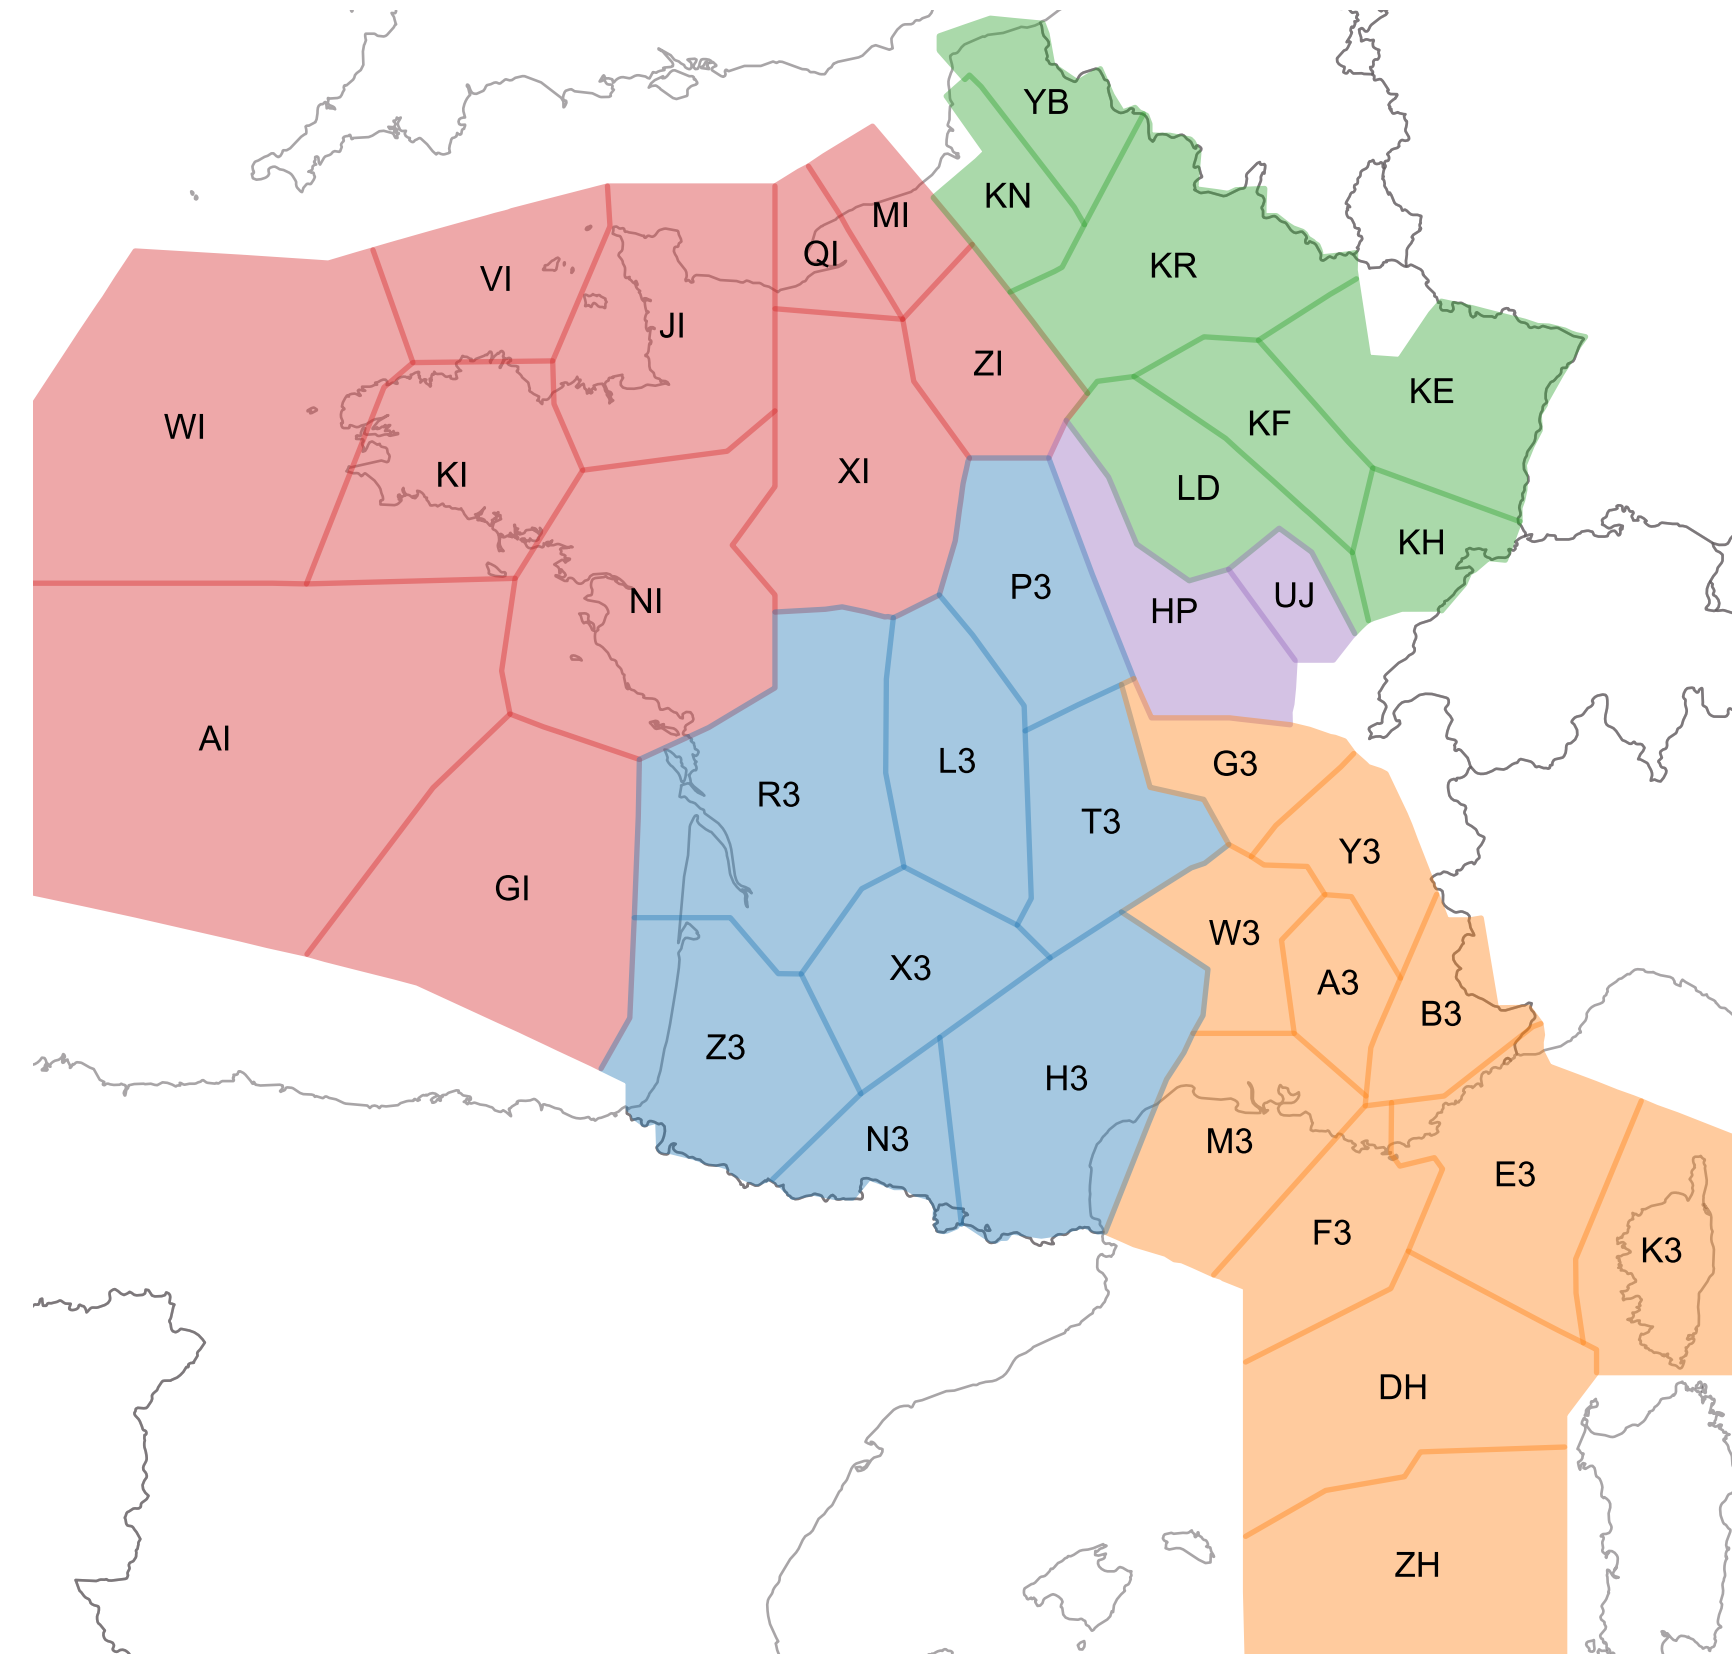 YB
KN
MI
QI
KR
VI
JI
ZI
KE
WI
KF
KI
XI
LD
KH
P3
UJ
NI
HP
AI
L3
G3
R3
T3
Y3
GI
W3
X3
A3
B3
Z3
H3
N3
M3
E3
F3
K3
DH
ZH